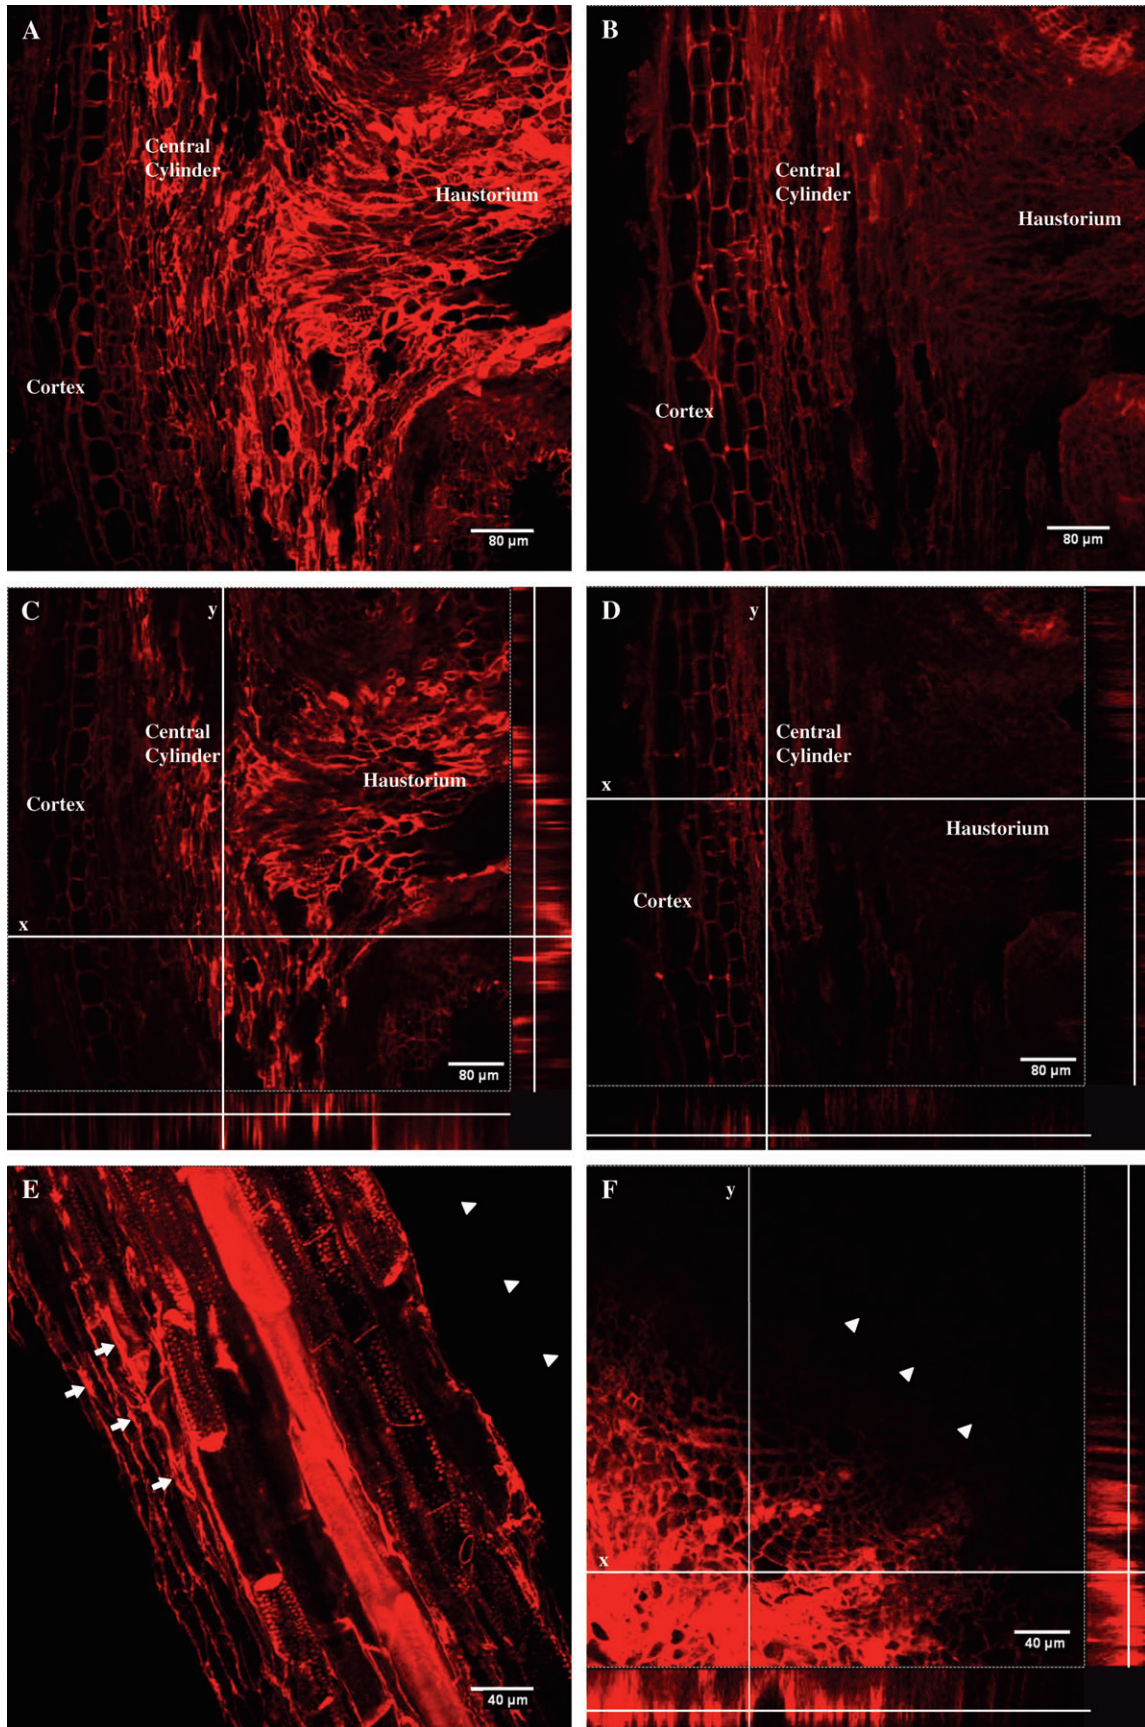 A
Central
Cylinder
Haustorium
Cortex
80 µm
B
Central
Cylinder
Haustorium
Cortex
80 µm
C
y
Central
Cylinder
Haustorium
Cortex
x
80 µm
D
y
Central
Cylinder
x
Haustorium
Cortex
80 µm
E
40 µm
F
y
x
40 µm